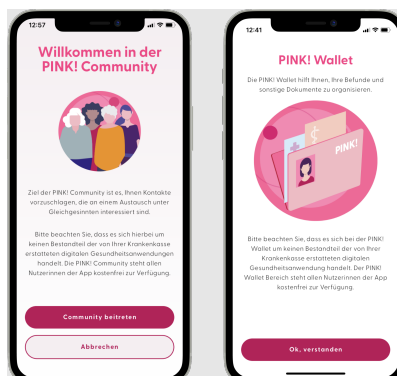 12:57
Willkommen in der
PINK! Community
Ziel der PINK! Community ist es, Ihnen Kontakte
vorzuschlagen, die an einem Austausch unter
Gleichgesinnten interessiert sind.
Bitte beachten Sie, dass es sich hierbei um
keinen Bestandteil der von Ihrer Krankenkasse
erstatteten digitalen Gesundheitsanwendungen
handelt. Die PINK! Community steht allen
Nutzerinnen der App kostenfrei zur Verfügung.
Community beitreten
Abbrechen
12:41
PINK! Wallet
Die PINK! Wallet hilft Ihnen, Ihre Befunde und
sonstige Dokumente zu organisieren.
PINK!
Bitte beachten Sie, dass es sich bei der PINK!
Wallet um keinen Bestandteil der von Ihrer
Krankenkasse erstatteten digitalen
Gesundheitsanwendung handelt. Der PINK!
Wallet Bereich steht allen Nutzerinnen der App
kostenfrei zur Verfügung.
Ok, verstanden